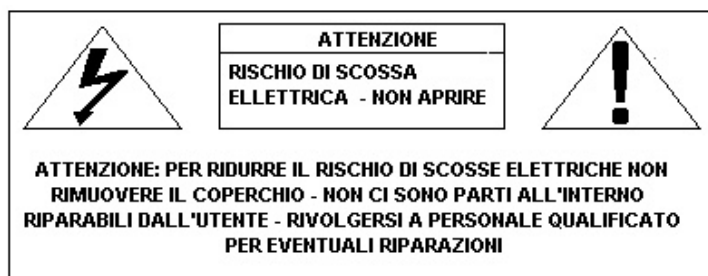 ATTENZIONE
RISCHIO DI SCOSSA
ELLETTRICA - NON APRIRE
ATTENZIONE: PER RIDURRE IL RISCHIO DI SCOSSE ELETTRICHE NON
RIMUOVERE IL COPERCHIO - NON CI SONO PARTI ALL'INTERNO
RIPARABILI DALL'UTENTE - RIVOLGERSI A PERSONALE QUALIFICATO
PER EVENTUALI RIPARAZIONI